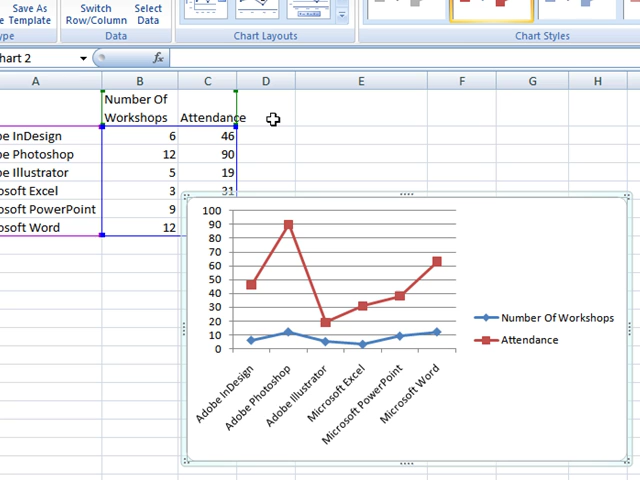 Save As Switch Select
Template Row/Column Data
ype Data Chart Layouts Chart Styles
hart 2 fx
A B C D E F G H
Number Of
Workshops Attendance
be InDesign 6 46
be Photoshop 12 90
be Illustrator 5 19
osoft Excel 3 31
osoft PowerPoint 9
osoft Word 12
100
90
80
70
60
50
40
30
20
10
0
Number Of Workshops
Attendance
Adobe InDesign
Adobe Photoshop
Adobe Illustrator
Microsoft Excel
Microsoft PowerPoint
Microsoft Word